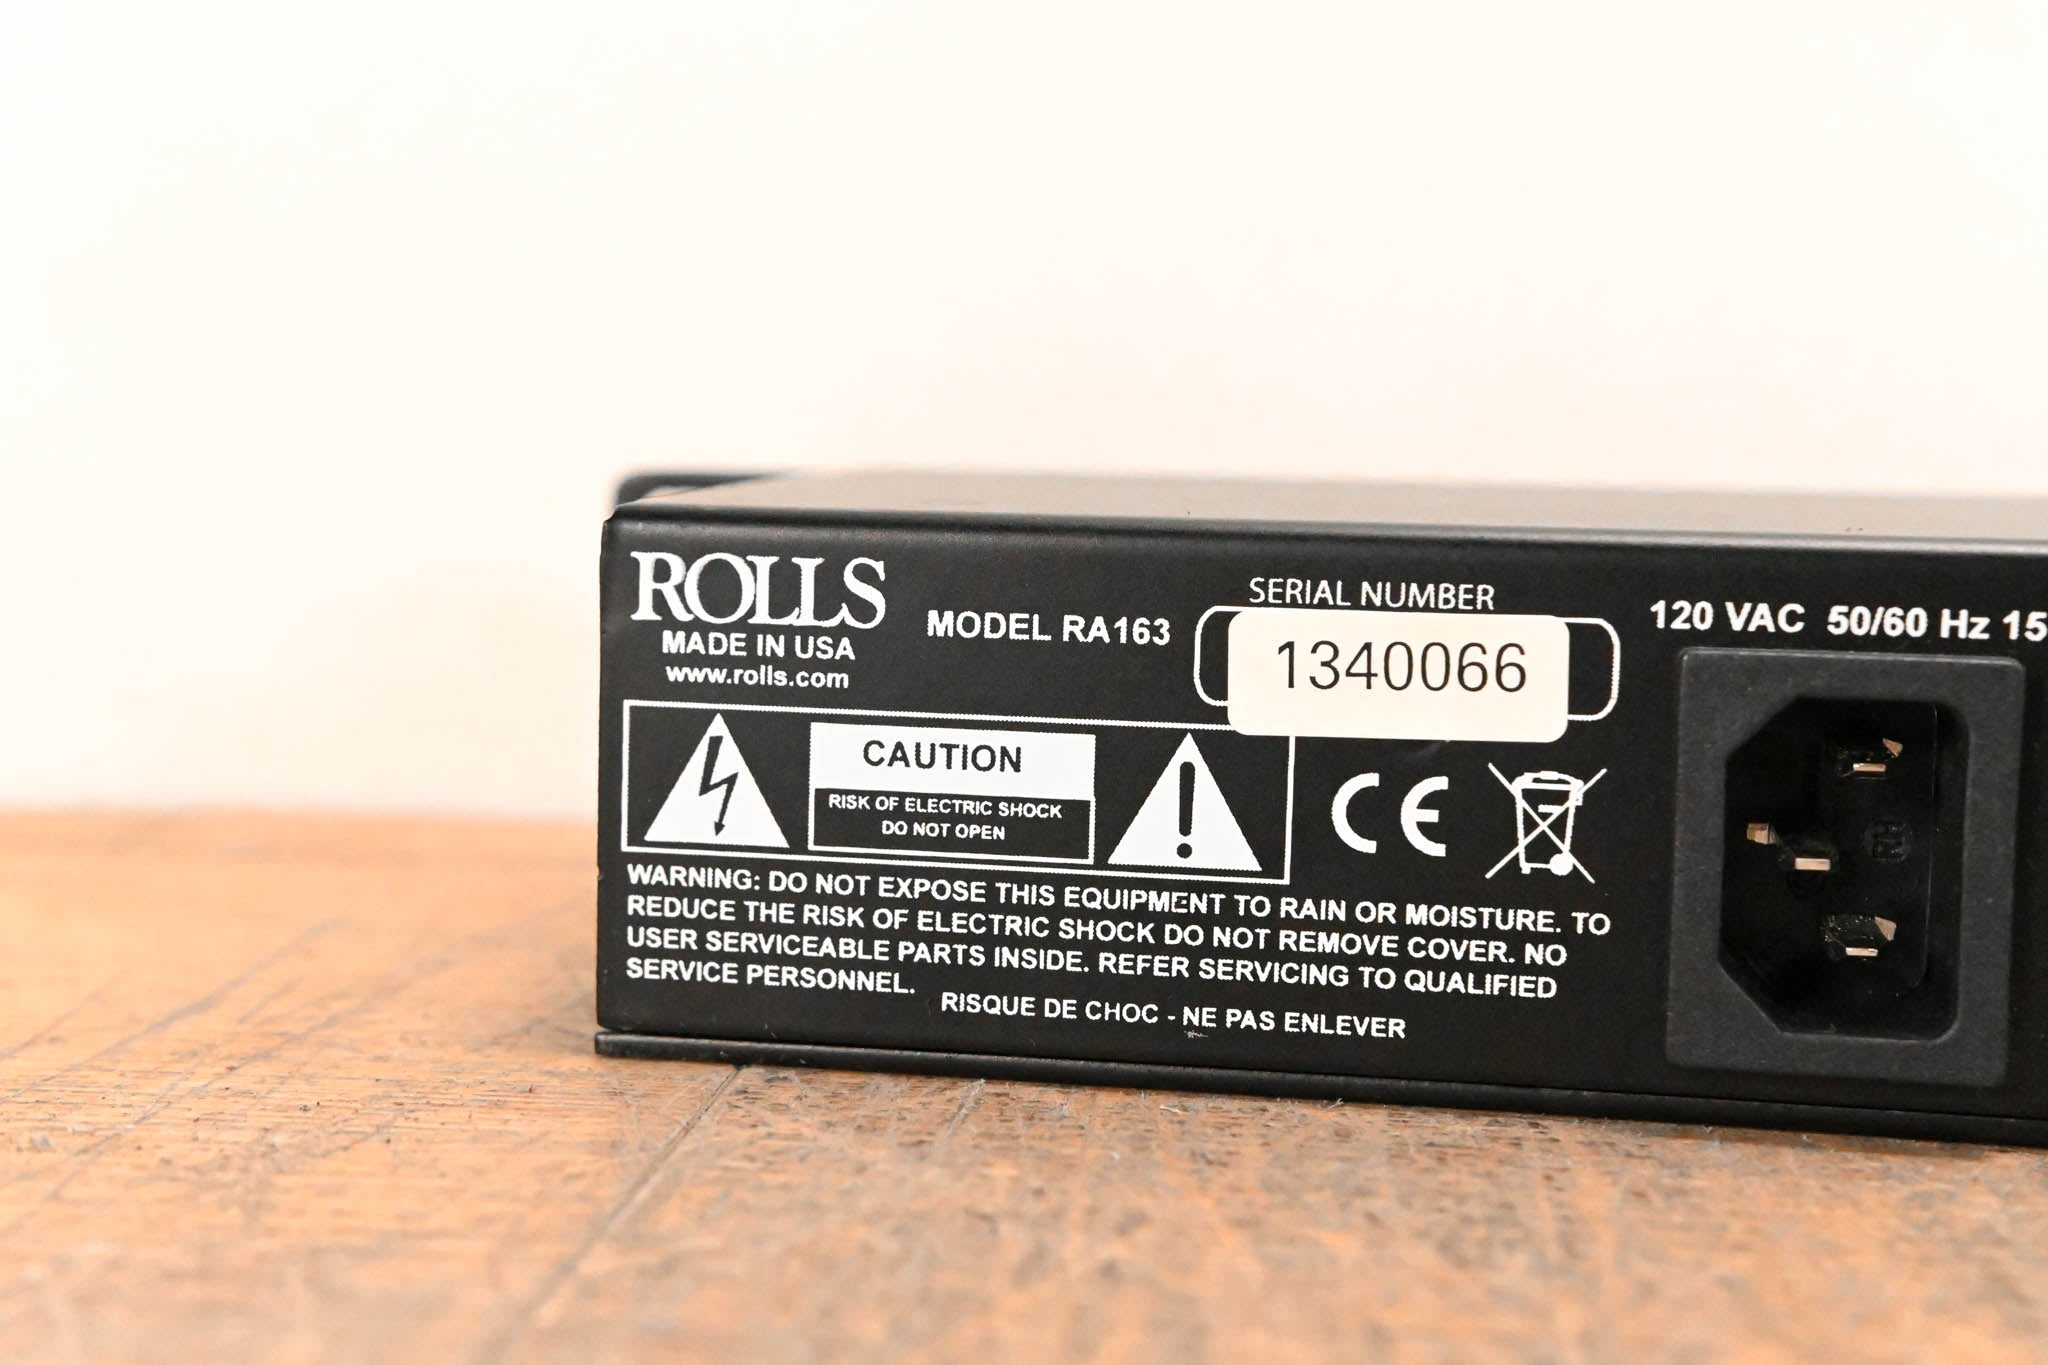 ROLLS
MADE IN USA
www.rolls.com
MODEL RA163
SERIAL NUMBER
1340066
120 VAC 50/60 Hz 15
CAUTION
RISK OF ELECTRIC SHOCK
DO NOT OPEN
CE
WARNING: DO NOT EXPOSE THIS EQUIPMENT TO RAIN OR MOISTURE. TO
REDUCE THE RISK OF ELECTRIC SHOCK DO NOT REMOVE COVER. NO
USER SERVICEABLE PARTS INSIDE. REFER SERVICING TO QUALIFIED
SERVICE PERSONNEL.
RISQUE DE CHOC - NE PAS ENLEVER